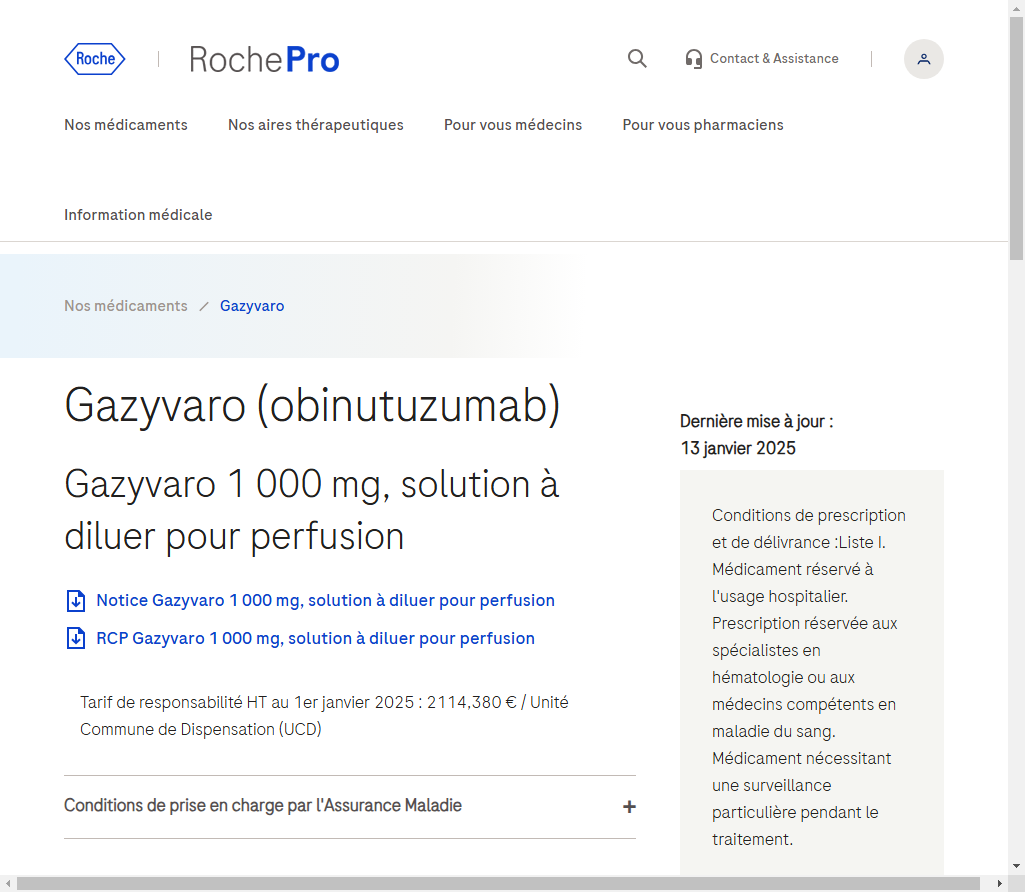 Roche
RochePro
Contact & Assistance
Nos médicaments
Nos aires thérapeutiques
Pour vous médecins
Pour vous pharmaciens
Information médicale
Nos médicaments / Gazyvaro
Gazyvaro (obinutuzumab)
Gazyvaro 1 000 mg, solution à
diluer pour perfusion
Notice Gazyvaro 1 000 mg, solution à diluer pour perfusion
RCP Gazyvaro 1 000 mg, solution à diluer pour perfusion
Tarif de responsabilité HT au 1er janvier 2025 : 2114,380 € / Unité
Commune de Dispensation (UCD)
Conditions de prise en charge par l'Assurance Maladie +
Dernière mise à jour :
13 janvier 2025
Conditions de prescription
et de délivrance :Liste I.
Médicament réservé à
l'usage hospitalier.
Prescription réservée aux
spécialistes en
hématologie ou aux
médecins compétents en
maladie du sang.
Médicament nécessitant
une surveillance
particulière pendant le
traitement.